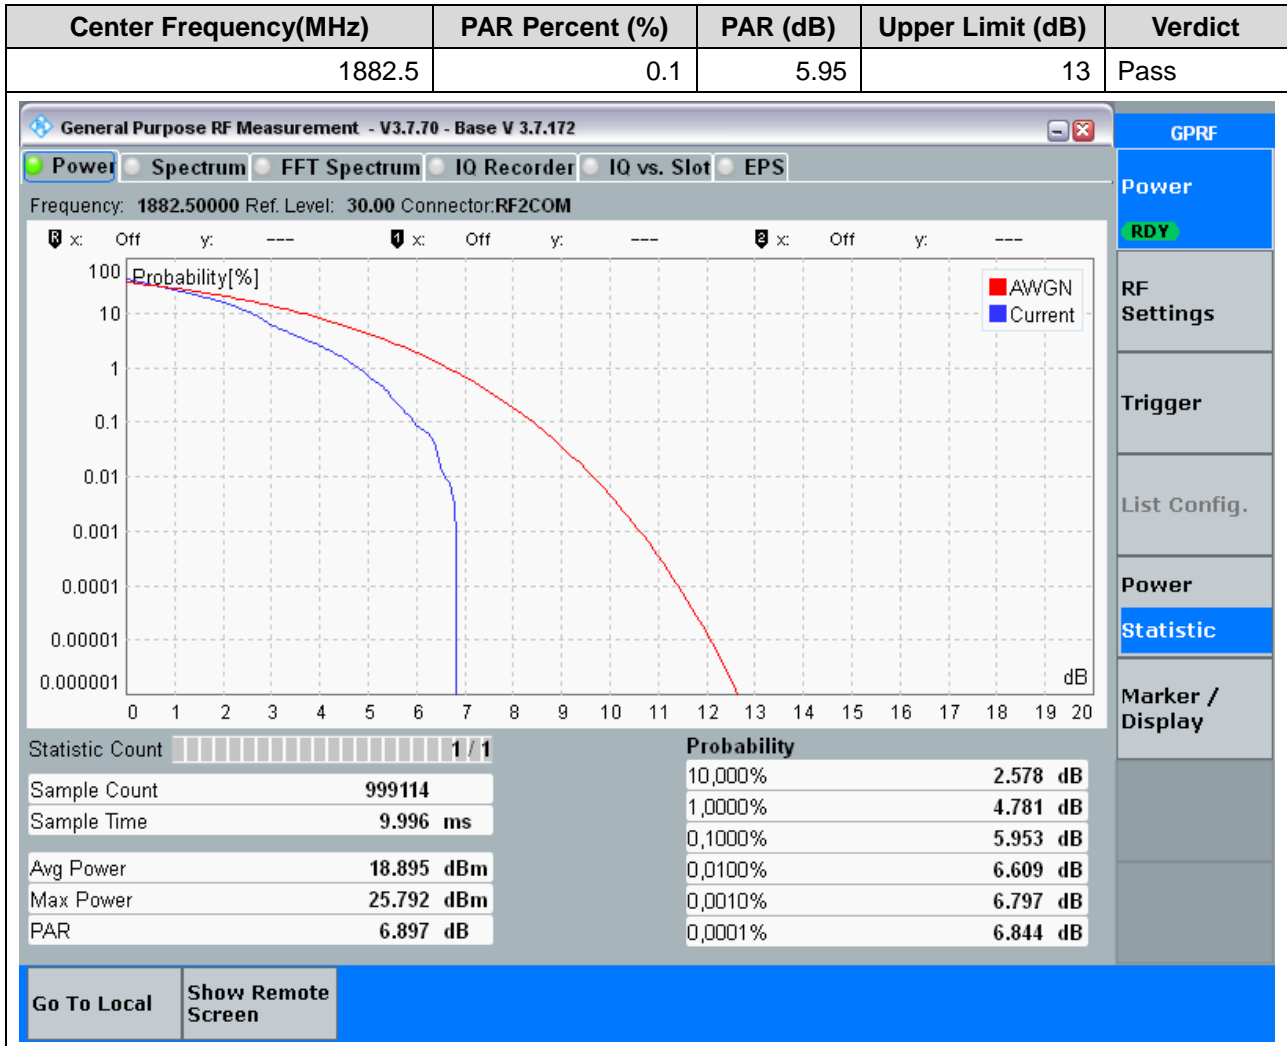 Center Frequency(MHz) PAR Percent (%) PAR (dB) Upper Limit (dB) Verdict
1882.5 0.1 5.95 13 Pass
General Purpose RF Measurement - V3.7.70 - Base V 3.7.172
GPRF
Power Spectrum FFT Spectrum IQ Recorder IQ vs. Slot EPS
Frequency: 1882.50000 Ref. Level: 30.00 Connector:RF2COM
R x: Off y: --- 1 x: Off y: --- 2 x: Off y: ---
Probability[%]
AWGN
Current
100
10
1
0.1
0.01
0.001
0.0001
0.00001
0.000001
dB
0 1 2 3 4 5 6 7 8 9 10 11 12 13 14 15 16 17 18 19 20
Statistic Count 1 / 1
Sample Count 999114
Sample Time 9.996 ms
Avg Power 18.895 dBm
Max Power 25.792 dBm
PAR 6.897 dB
Probability
10,000% 2.578 dB
1,0000% 4.781 dB
0,1000% 5.953 dB
0,0100% 6.609 dB
0,0010% 6.797 dB
0,0001% 6.844 dB
Power
RDY
RF
Settings
Trigger
List Config.
Power
Statistic
Marker /
Display
Go To Local
Show Remote
Screen